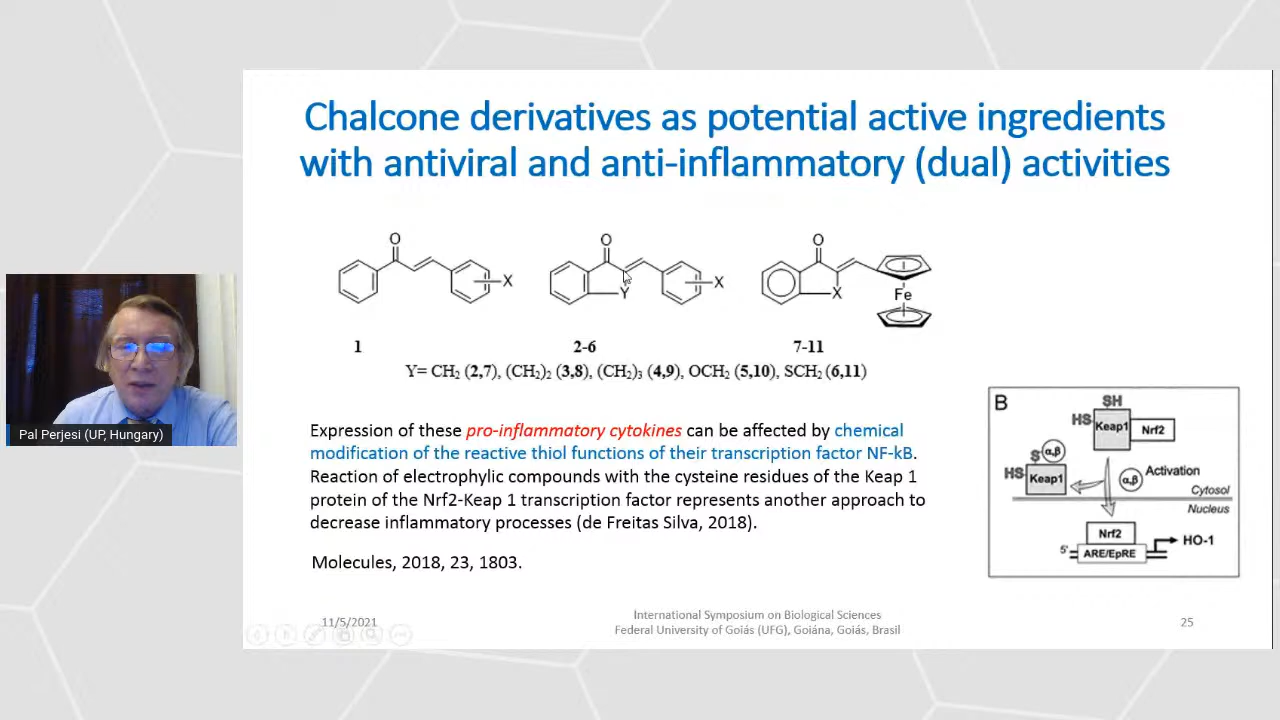 Chalcone derivatives as potential active ingredients
with antiviral and anti-inflammatory (dual) activities
O
X
1
O
Y
X
2-6
O
X
Fe
7-11
Y= CH₂ (2,7), (CH₂)₂ (3,8), (CH₂)₃ (4,9), OCH₂ (5,10), SCH₂ (6,11)
Expression of these pro-inflammatory cytokines can be affected by chemical
modification of the reactive thiol functions of their transcription factor NF-kB.
Reaction of electrophylic compounds with the cysteine residues of the Keap 1
protein of the Nrf2-Keap 1 transcription factor represents another approach to
decrease inflammatory processes (de Freitas Silva, 2018).
Molecules, 2018, 23, 1803.
B
SH
HS
Keap1
Nrf2
S
α,β
HS
Keap1
α,β
Activation
Cytosol
Nucleus
Nrf2
5'
ARE/EpRE
HO-1
Pal Perjesi (UP, Hungary)
11/5/2021
International Symposium on Biological Sciences
Federal University of Goiás (UFG), Goiána, Goiás, Brasil
25